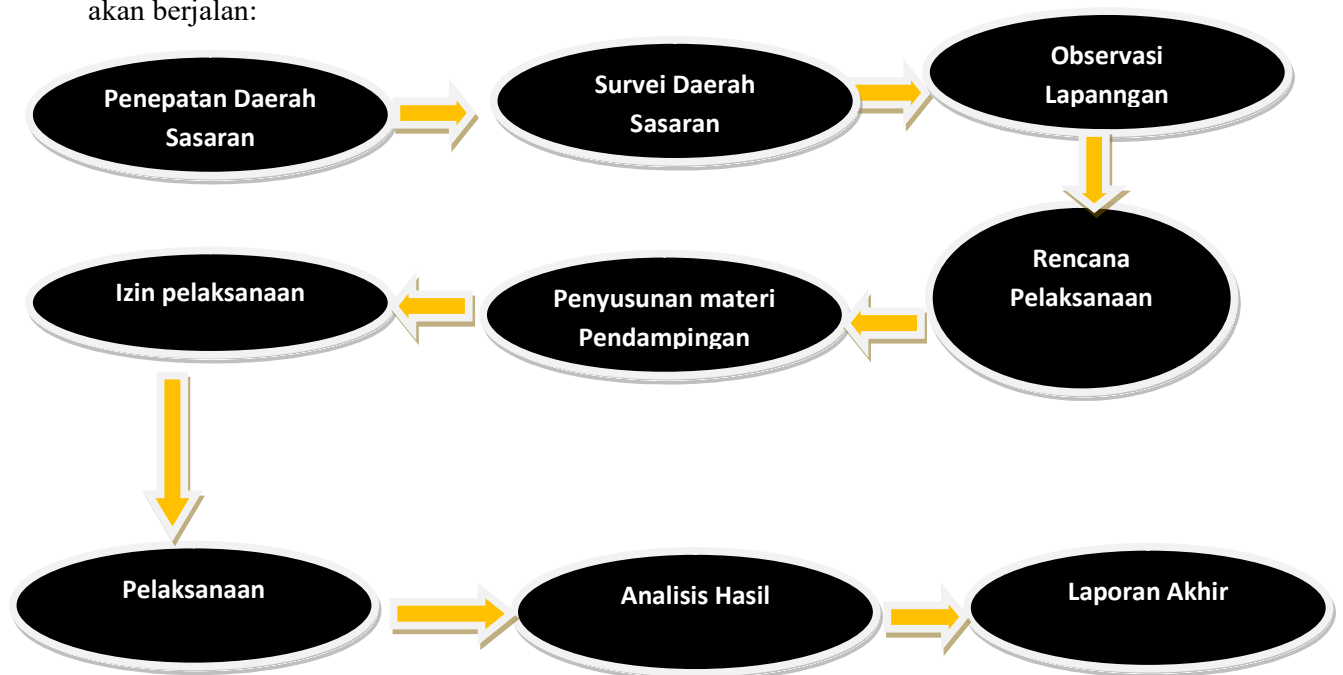 akan berjalan:
Penepatan Daerah
Sasaran
Survei Daerah
Sasaran
Observasi
Lapanngan
Rencana
Pelaksanaan
Penyusunan materi
Pendampingan
Izin pelaksanaan
Pelaksanaan
Analisis Hasil
Laporan Akhir